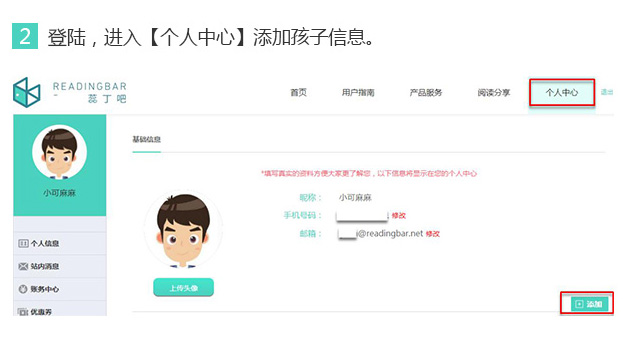 2 登陆，进入【个人中心】添加孩子信息。
READINGBAR
蕊丁吧
首页 用户指南 产品服务 阅读分享 个人中心 退出
小可麻麻
基础信息
*填写真实的资料方便大家更了解您，以下信息将显示在您的个人中心
昵称： 小可麻麻
手机号码： 修改
邮箱： i@readingbar.net 修改
个人信息
站内消息
账务中心
优惠券
上传头像
添加